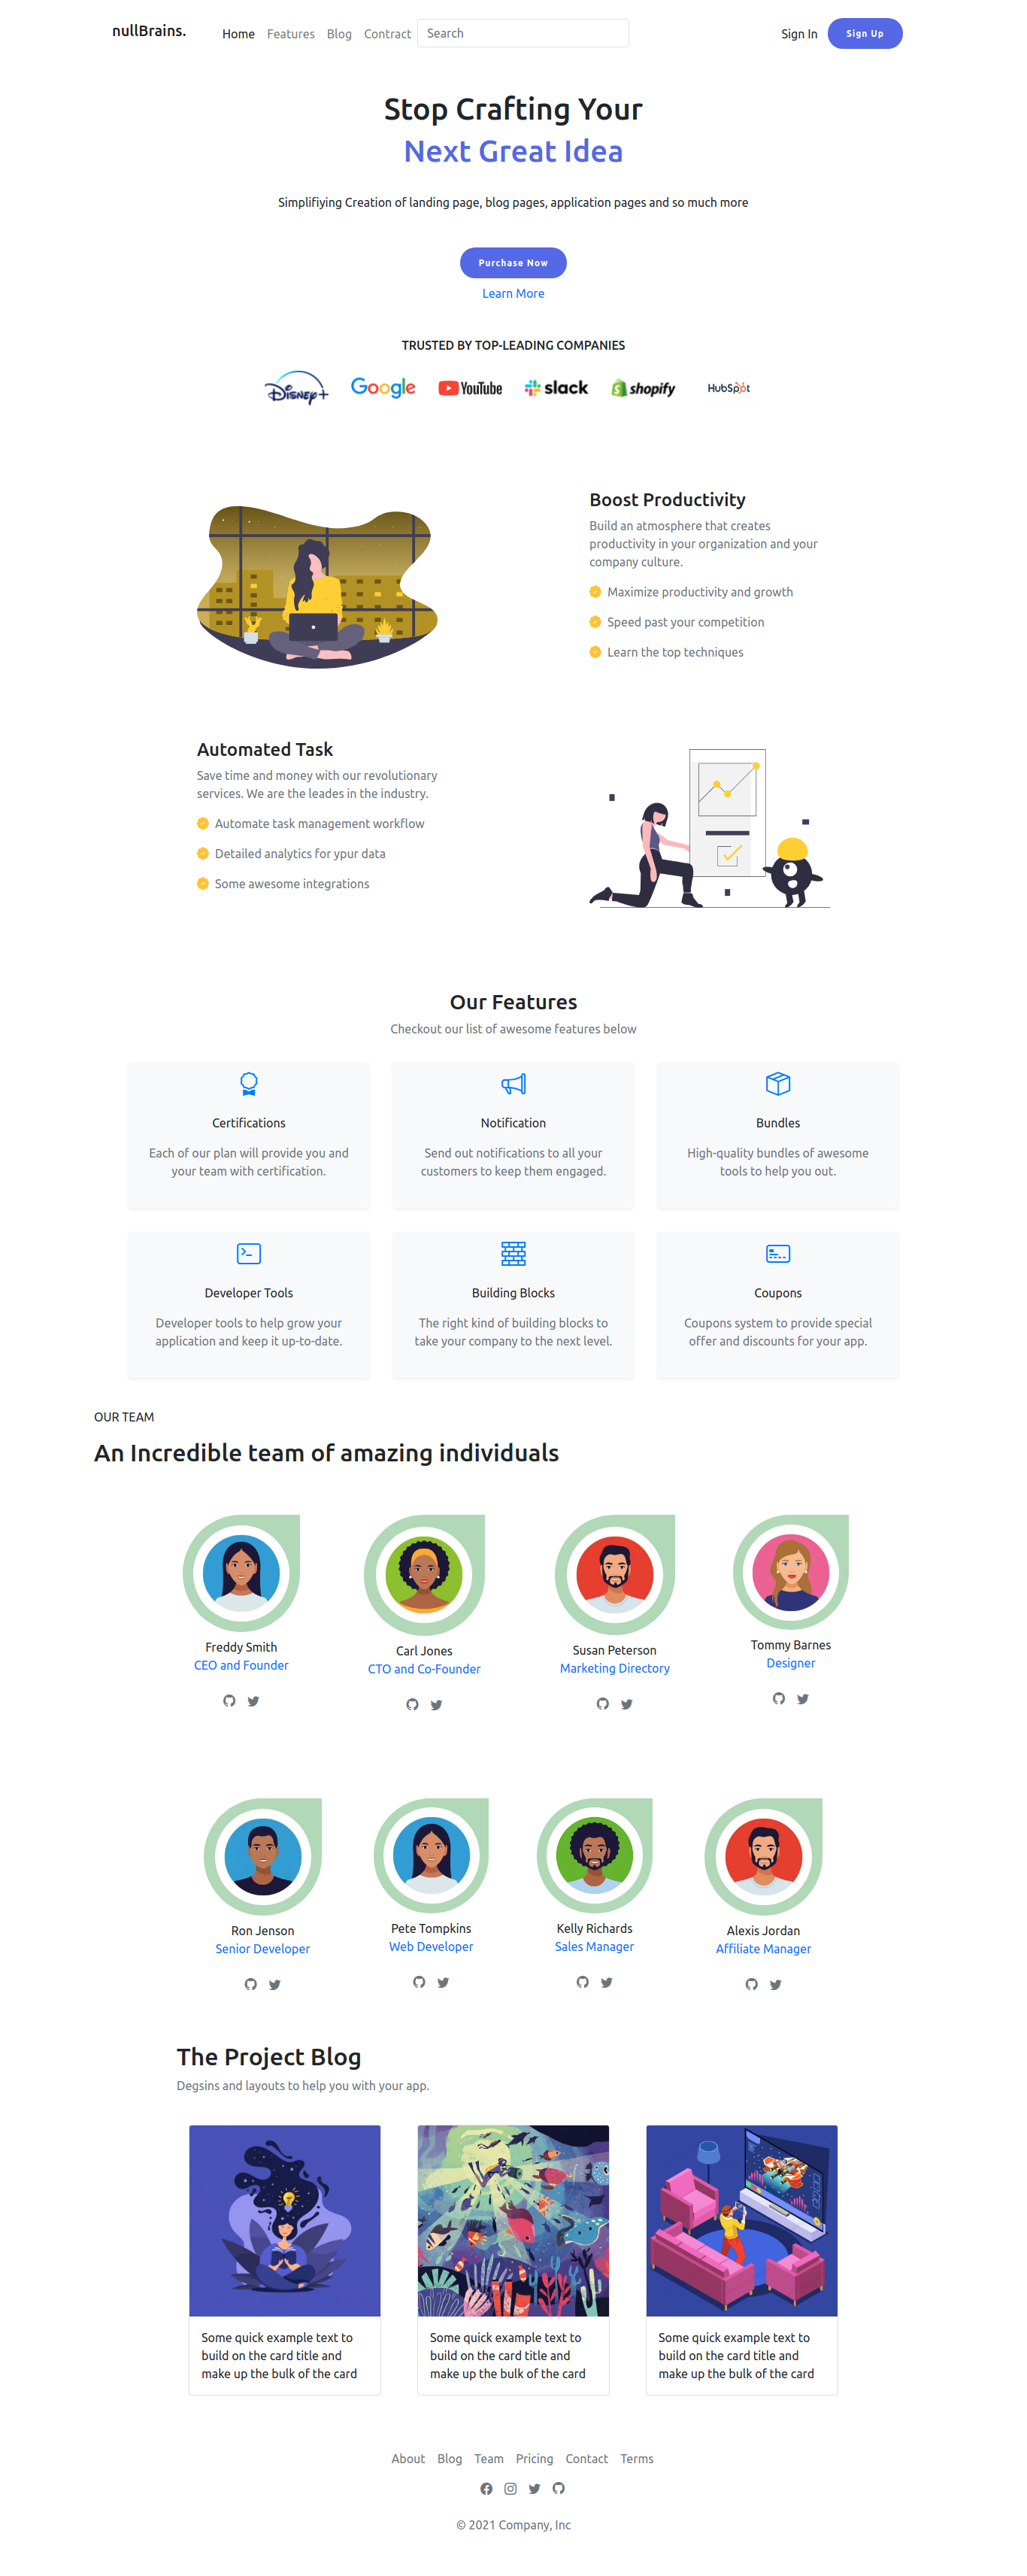 nullBrains.
Home Features Blog Contract Search
Sign In Sign Up
Stop Crafting Your
Next Great Idea
Simplifiying Creation of landing page, blog pages, application pages and so much more
Purchase Now
Learn More
TRUSTED BY TOP-LEADING COMPANIES
Disney+ Google YouTube slack shopify HubSpot
Boost Productivity
Build an atmosphere that creates
productivity in your organization and your
company culture.
Maximize productivity and growth
Speed past your competition
Learn the top techniques
Automated Task
Save time and money with our revolutionary
services. We are the leades in the industry.
Automate task management workflow
Detailed analytics for ypur data
Some awesome integrations
Our Features
Checkout our list of awesome features below
Certifications
Each of our plan will provide you and
your team with certification.
Notification
Send out notifications to all your
customers to keep them engaged.
Bundles
High-quality bundles of awesome
tools to help you out.
Developer Tools
Developer tools to help grow your
application and keep it up-to-date.
Building Blocks
The right kind of building blocks to
take your company to the next level.
Coupons
Coupons system to provide special
offer and discounts for your app.
OUR TEAM
An Incredible team of amazing individuals
Freddy Smith
CEO and Founder
Carl Jones
CTO and Co-Founder
Susan Peterson
Marketing Directory
Tommy Barnes
Designer
Ron Jenson
Senior Developer
Pete Tompkins
Web Developer
Kelly Richards
Sales Manager
Alexis Jordan
Affiliate Manager
The Project Blog
Degsins and layouts to help you with your app.
Some quick example text to
build on the card title and
make up the bulk of the card
Some quick example text to
build on the card title and
make up the bulk of the card
Some quick example text to
build on the card title and
make up the bulk of the card
About Blog Team Pricing Contact Terms
© 2021 Company, Inc